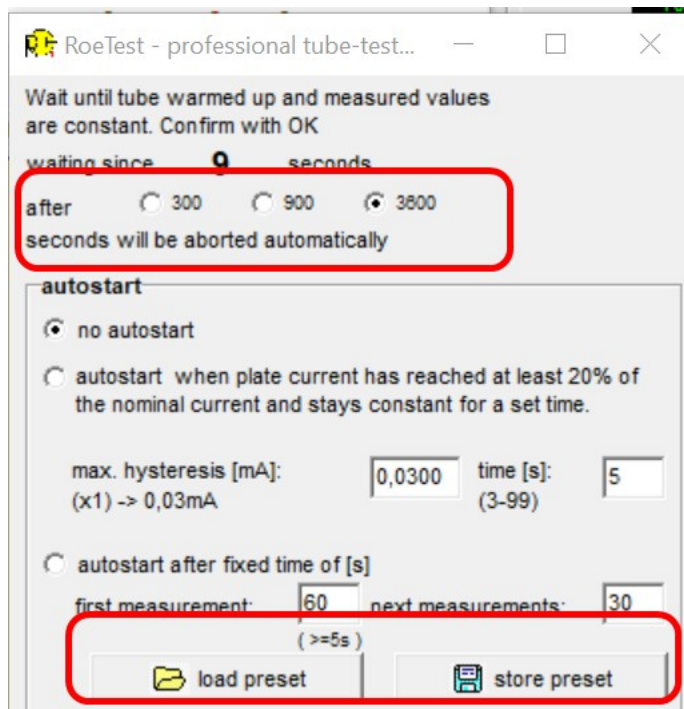 RoeTest - professional tube-test...
Wait until tube warmed up and measured values
are constant. Confirm with OK
waiting since 9 seconds
after 300 900 3600
seconds will be aborted automatically
autostart
no autostart
autostart when plate current has reached at least 20% of
the nominal current and stays constant for a set time.
max. hysteresis [mA]: 0,0300 time [s]: 5
(x1) -> 0,03mA (3-99)
autostart after fixed time of [s]
first measurement: 60 next measurements: 30
( >=5s )
load preset store preset